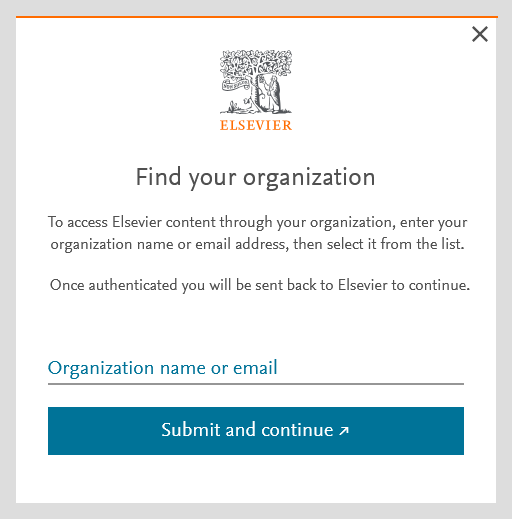 ELSEVIER
Find your organization
To access Elsevier content through your organization, enter your
organization name or email address, then select it from the list.
Once authenticated you will be sent back to Elsevier to continue.
Organization name or email
Submit and continue ↗